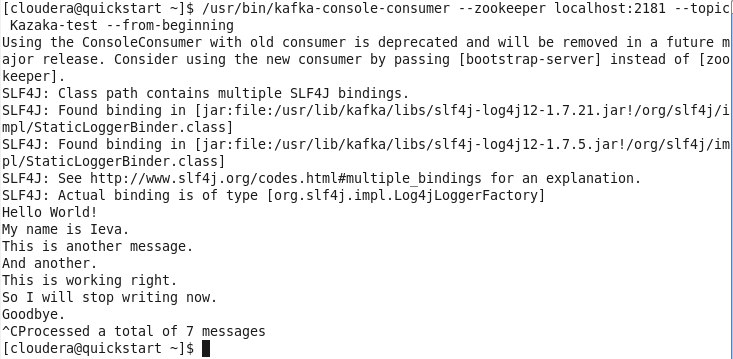 [cloudera@quickstart ~]$ /usr/bin/kafka-console-consumer --zookeeper localhost:2181 --topic
 Kazaka-test --from-beginning
Using the ConsoleConsumer with old consumer is deprecated and will be removed in a future m
ajor release. Consider using the new consumer by passing [bootstrap-server] instead of [zoo
keeper].
SLF4J: Class path contains multiple SLF4J bindings.
SLF4J: Found binding in [jar:file:/usr/lib/kafka/libs/slf4j-log4j12-1.7.21.jar!/org/slf4j/i
mpl/StaticLoggerBinder.class]
SLF4J: Found binding in [jar:file:/usr/lib/kafka/libs/slf4j-log4j12-1.7.5.jar!/org/slf4j/im
pl/StaticLoggerBinder.class]
SLF4J: See http://www.slf4j.org/codes.html#multiple_bindings for an explanation.
SLF4J: Actual binding is of type [org.slf4j.impl.Log4jLoggerFactory]
Hello World!
My name is Ieva.
This is another message.
And another.
This is working right.
So I will stop writing now.
Goodbye.
^CProcessed a total of 7 messages
[cloudera@quickstart ~]$